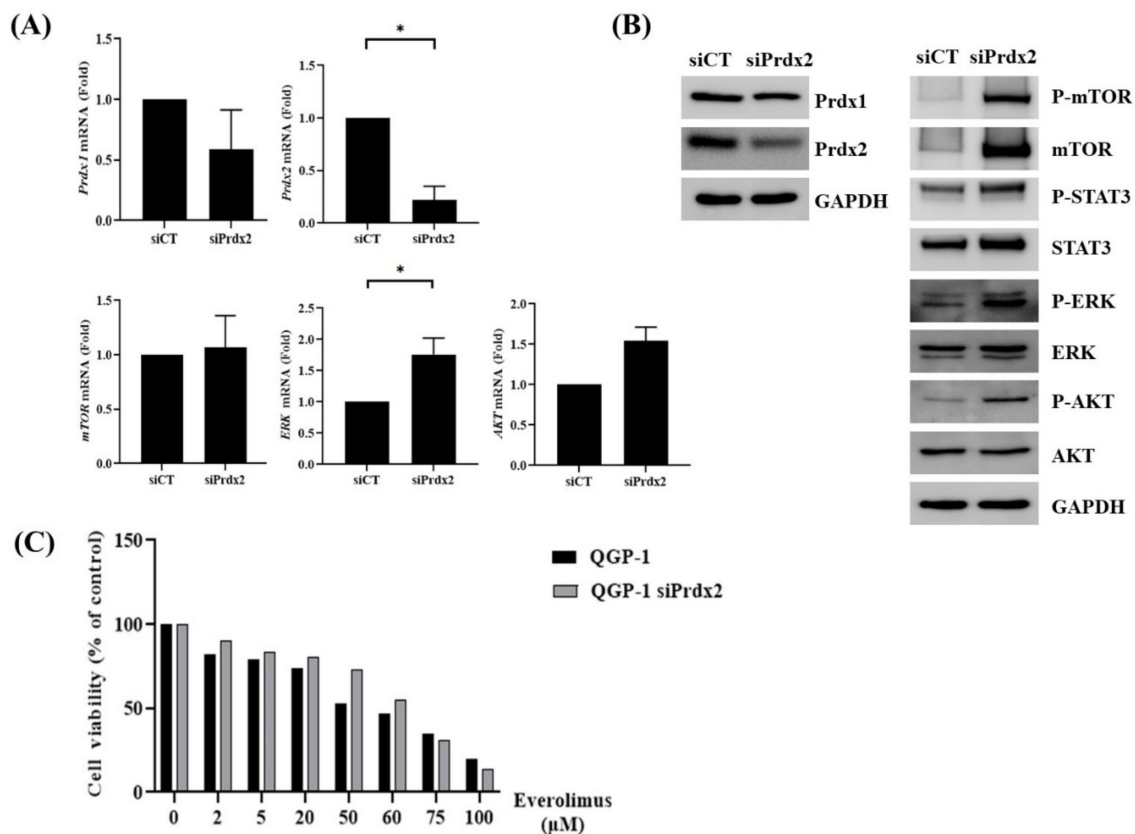 (A)
Prdx1 mRNA (Fold)
1.5
1.0
0.5
0.0
siCT siPrdx2
*
Prdx2 mRNA (Fold)
1.5
1.0
0.5
0.0
siCT siPrdx2
mTOR mRNA (Fold)
1.5
1.0
0.5
0.0
siCT siPrdx2
*
ERK mRNA (Fold)
2.5
2.0
1.5
1.0
0.5
0.0
siCT siPrdx2
AKT mRNA (Fold)
2.0
1.5
1.0
0.5
0.0
siCT siPrdx2
(B)
siCT siPrdx2
Prdx1
Prdx2
GAPDH
siCT siPrdx2
P-mTOR
mTOR
P-STAT3
STAT3
P-ERK
ERK
P-AKT
AKT
GAPDH
(C)
Cell viability (% of control)
150
100
50
0
0 2 5 20 50 60 75 100
Everolimus
(µM)
QGP-1
QGP-1 siPrdx2